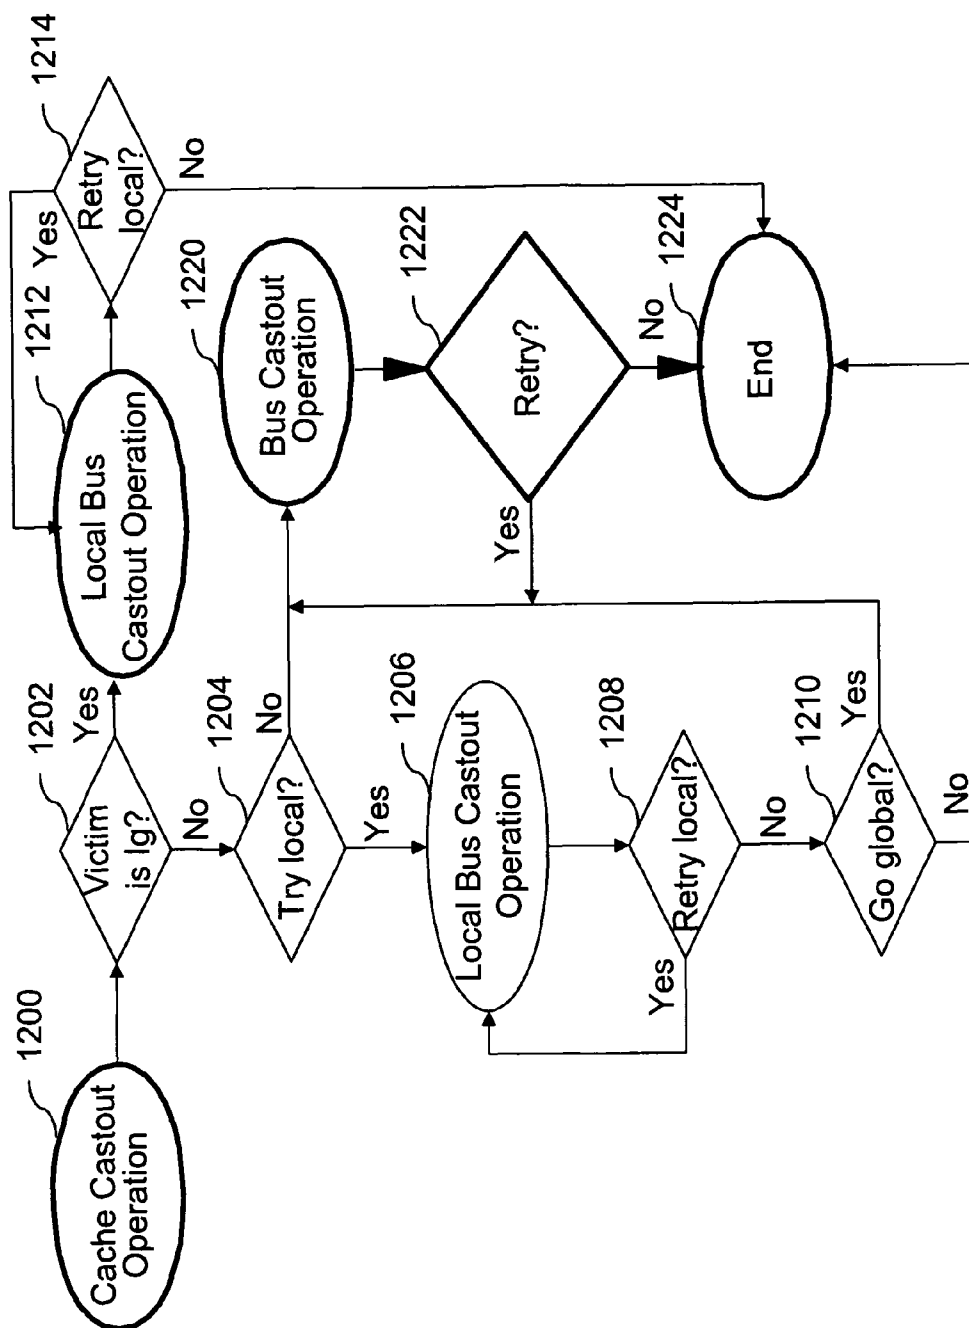 1200
Cache Castout
Operation
1202
Victim
is Ig?
Yes
No
1212
Local Bus
Castout Operation
1214
Retry
local?
Yes
No
1204
Try local?
No
Yes
1220
Bus Castout
Operation
1206
Local Bus Castout
Operation
1222
Retry?
Yes
No
1208
Retry local?
Yes
No
1224
End
1210
Go global?
Yes
No